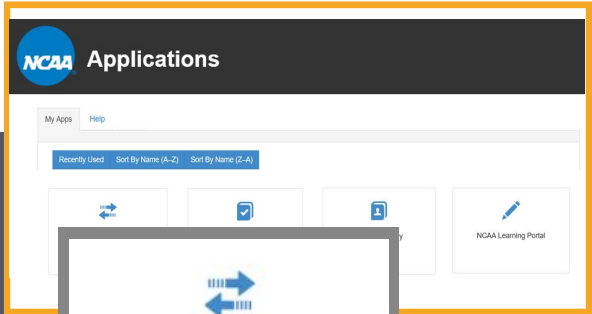 NCAA
Applications
My Apps Help
Recently Used Sort By Name (A–Z) Sort By Name (Z–A)
NCAA Learning Portal